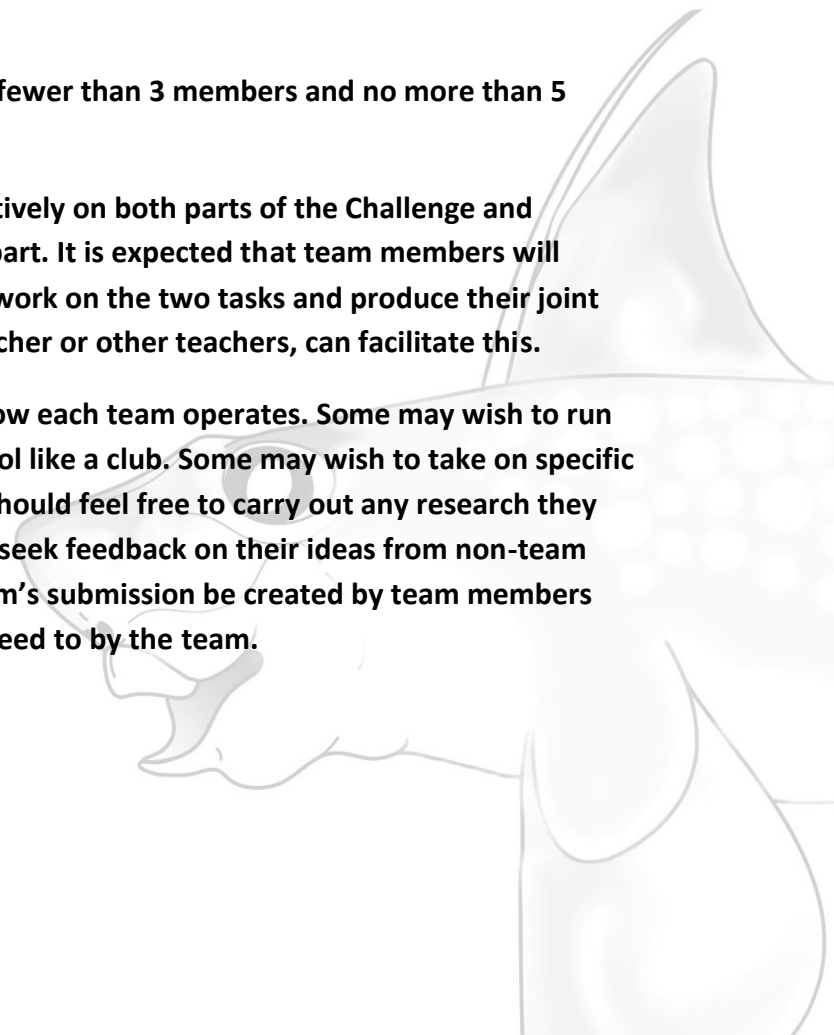 fewer than 3 members and no more than 5
tively on both parts of the Challenge and
part. It is expected that team members will
work on the two tasks and produce their joint
cher or other teachers, can facilitate this.
ow each team operates. Some may wish to run
ol like a club. Some may wish to take on specific
hould feel free to carry out any research they
seek feedback on their ideas from non-team
m's submission be created by team members
eed to by the team.